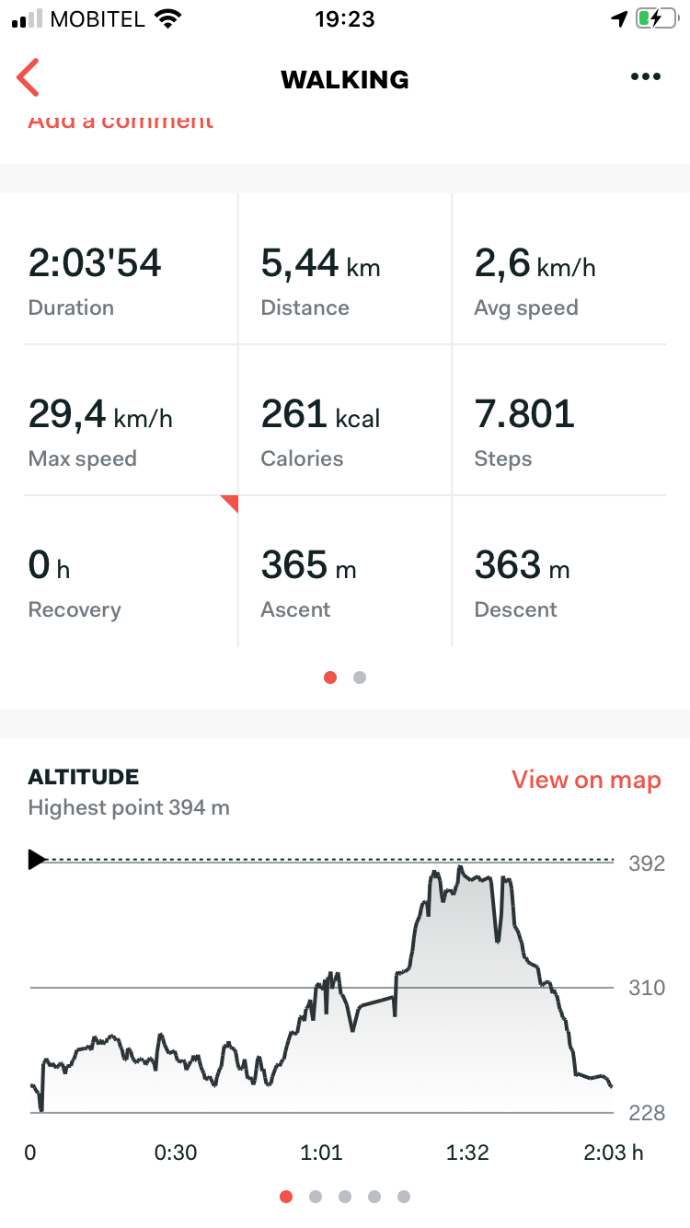 MOBITEL 19:23
WALKING
Add a comment
2:03'54 5,44 km 2,6 km/h
Duration Distance Avg speed
29,4 km/h 261 kcal 7.801
Max speed Calories Steps
0 h 365 m 363 m
Recovery Ascent Descent
ALTITUDE
View on map
Highest point 394 m
392
310
228
0 0:30 1:01 1:32 2:03 h